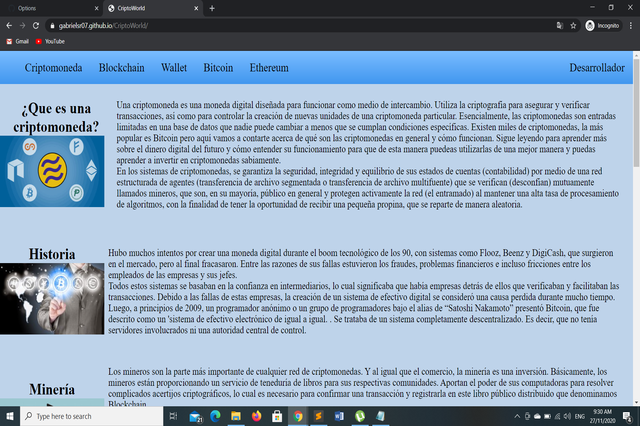 Options
CriptoWorld
gabrielsr07.github.io/CriptoWorld/
Incognito
Gmail
YouTube
Criptomoneda Blockchain Wallet Bitcoin Ethereum Desarrollador
¿Que es una
criptomoneda?
Una criptomoneda es una moneda digital diseñada para funcionar como medio de intercambio. Utiliza la criptografía para asegurar y verificar
transacciones, así como para controlar la creación de nuevas unidades de una criptomoneda particular. Esencialmente, las criptomonedas son entradas
limitadas en una base de datos que nadie puede cambiar a menos que se cumplan condiciones específicas. Existen miles de criptomonedas, la más
popular es Bitcoin pero aquí vamos a contarte acerca de qué son las criptomonedas en general y cómo funcionan. Sigue leyendo para aprender más
sobre el dinero digital del futuro y cómo entender su funcionamiento para que de esta manera puedeas utilizarlas de una mejor manera y puedas
aprender a invertir en criptomonedas sabiamente.
En los sistemas de criptomonedas, se garantiza la seguridad, integridad y equilibrio de sus estados de cuentas (contabilidad) por medio de una red
estructurada de agentes (transferencia de archivo segmentada o transferencia de archivo multifuente) que se verifican (desconfían) mutuamente
llamados mineros, que son, en su mayoría, público en general y protegen activamente la red (el entramado) al mantener una alta tasa de procesamiento
de algoritmos, con la finalidad de tener la oportunidad de recibir una pequeña propina, que se reparte de manera aleatoria.
Historia
Hubo muchos intentos por crear una moneda digital durante el boom tecnológico de los 90, con sistemas como Flooz, Beenz y DigiCash, que surgieron
en el mercado, pero al final fracasaron. Entre las razones de sus fallas estuvieron los fraudes, problemas financieros e incluso fricciones entre los
empleados de las empresas y sus jefes.
Todos estos sistemas se basaban en la confianza en intermediarios, lo cual significaba que había empresas detrás de ellos que verificaban y facilitaban las
transacciones. Debido a las fallas de estas empresas, la creación de un sistema de efectivo digital se consideró una causa perdida durante mucho tiempo.
Luego, a principios de 2009, un programador anónimo o un grupo de programadores bajo el alias de “Satoshi Nakamoto” presentó Bitcoin, que fue
descrito como un 'sistema de efectivo electrónico de igual a igual. . Se trataba de un sistema completamente descentralizado. Es decir, que no tenía
servidores involucrados ni una autoridad central de control.
Minería
Los mineros son la parte más importante de cualquier red de criptomonedas. Y al igual que el comercio, la minería es una inversión. Básicamente, los
mineros están proporcionando un servicio de teneduría de libros para sus respectivas comunidades. Aportan el poder de sus computadoras para resolver
complicados acertijos criptográficos, lo cual es necesario para confirmar una transacción y registrarla en este libro público distribuido que denominamos
Blockchain
Type here to search
21
ENG
9:30 AM
27/11/2020